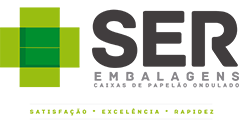 SER
EMBALAGENS
CAIXAS DE PAPELÃO ONDULADO
SATISFAÇÃO * EXCELÊNCIA * RAPIDEZ